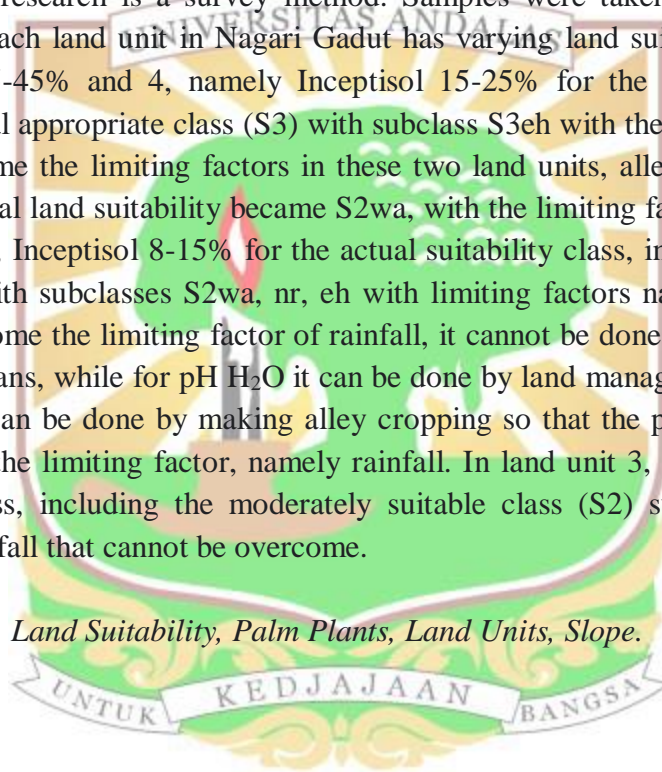 research is a survey method. Samples were taken
UNIVERSITAS ANDALAS
ach land unit in Nagari Gadut has varying land sui
-45% and 4, namely Inceptisol 15-25% for the
l appropriate class (S3) with subclass S3eh with the
me the limiting factors in these two land units, alle
al land suitability became S2wa, with the limiting fa
, Inceptisol 8-15% for the actual suitability class, in
ith subclasses S2wa, nr, eh with limiting factors na
ome the limiting factor of rainfall, it cannot be done
ans, while for pH H₂O it can be done by land manag
an be done by making alley cropping so that the p
the limiting factor, namely rainfall. In land unit 3,
ss, including the moderately suitable class (S2) s
fall that cannot be overcome.
Land Suitability, Palm Plants, Land Units, Slope.
UNTUK KEDJAJAAN BANGSA